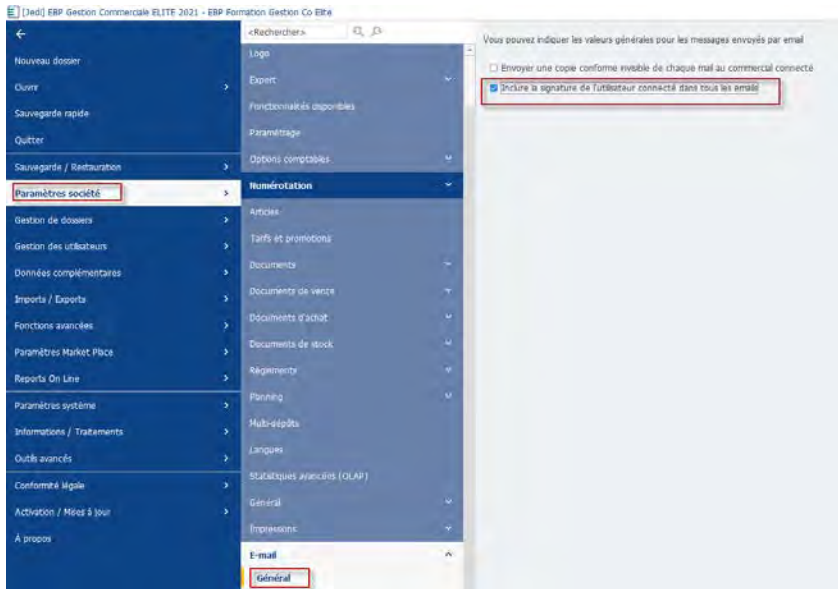 [Jedi] EBP Gestion Commerciale ELITE 2021 - EBP Formation Gestion Co Elite
Nouveau dossier
Ouvrir
Sauvegarde rapide
Quitter
Sauvegarde / Restauration
Paramètres société
Gestion de dossiers
Gestion des utilisateurs
Données complémentaires
Imports / Exports
Fonctions avancées
Paramètres Market Place
Reports On Line
Paramètres système
Informations / Traitements
Outils avancés
Conformité légale
Activation / Mises à jour
A propos
<Rechercher>
Logo
Expert
Fonctionnalités disponibles
Paramétrage
Options comptables
Numérotation
Articles
Tarifs et promotions
Documents
Documents de vente
Documents d'achat
Documents de stock
Règlements
Planning
Multi-dépôts
Langues
Statistiques avancées (OLAP)
Général
Impressions
E-mail
Général
Vous pouvez indiquer les valeurs générales pour les messages envoyés par email
Envoyer une copie conforme invisible de chaque mail au commercial connecté
Inclure la signature de l'utilisateur connecté dans tous les emails